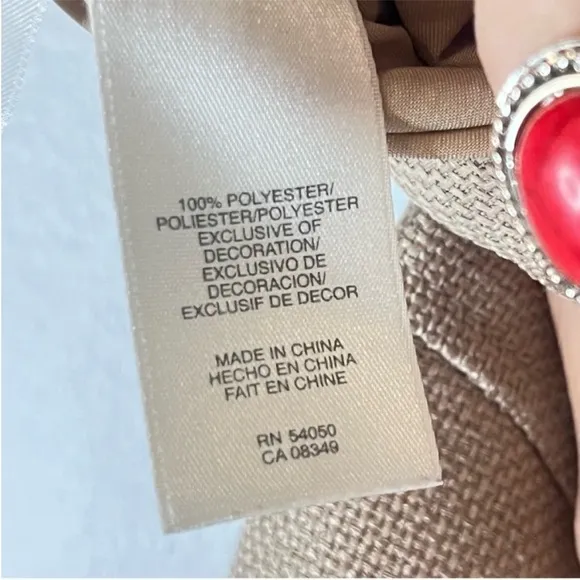 100% POLYESTER/
POLIESTER/POLYESTER
EXCLUSIVE OF
DECORATION/
EXCLUSIVO DE
DECORACION/
EXCLUSIF DE DECOR
MADE IN CHINA
HECHO EN CHINA
FAIT EN CHINE
RN 54050
CA 08349